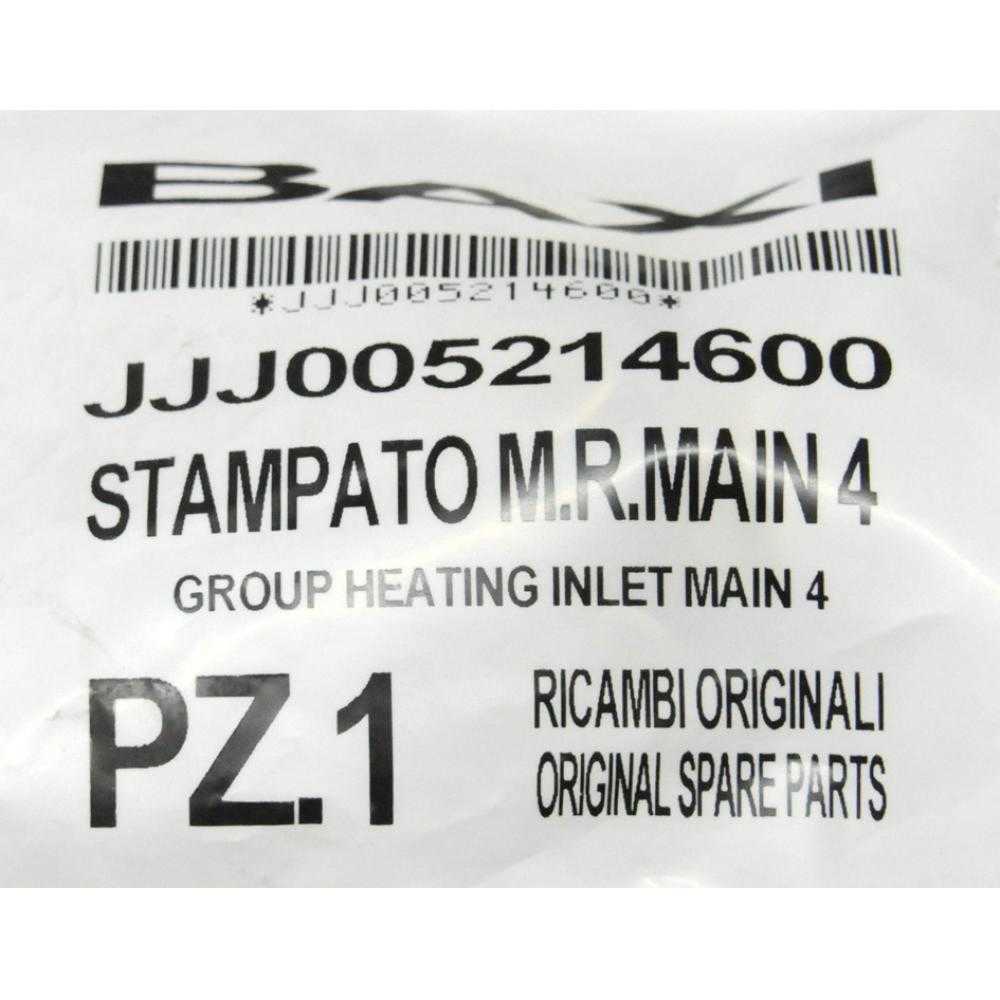 BAXI
*JJJ005214600*
JJJ005214600
STAMPATO M.R.MAIN 4
GROUP HEATING INLET MAIN 4
PZ.1
RICAMBI ORIGINALI
ORIGINAL SPARE PARTS